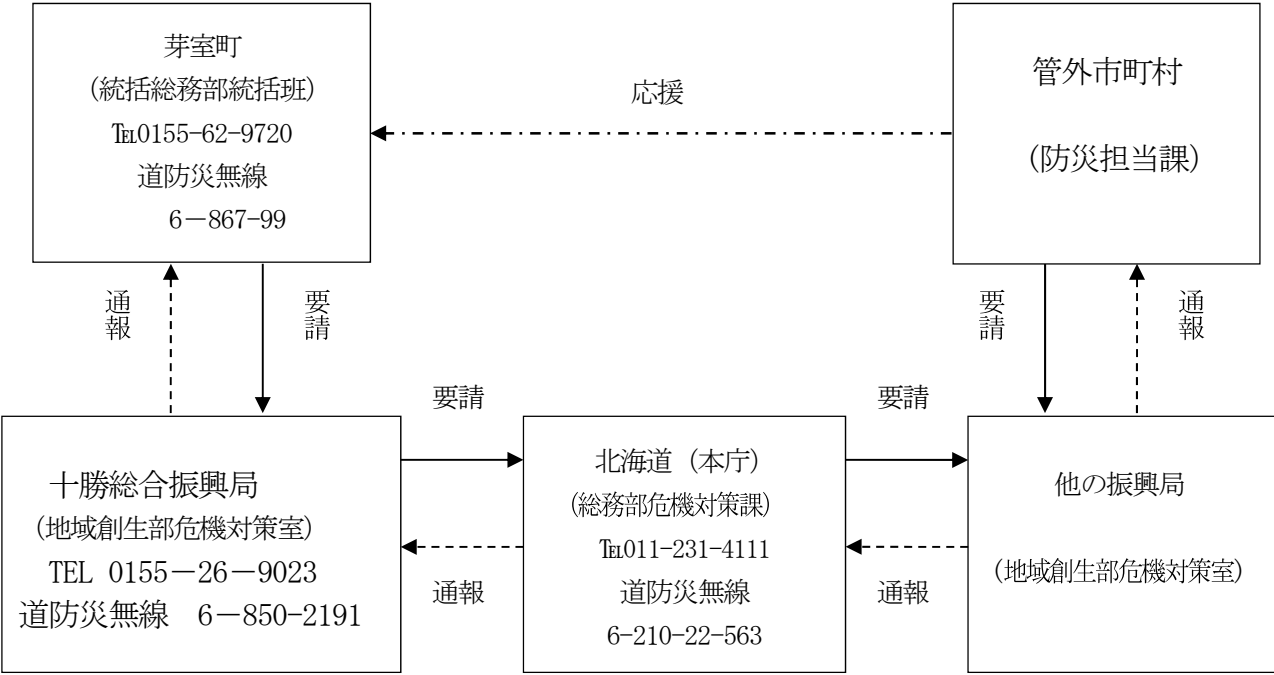 芽室町
(統括総務部統括班)
℡0155-62-9720
道防災無線
6－867-99
応援
管外市町村
(防災担当課)
通報
要請
要請
通報
十勝総合振興局
(地域創生部危機対策室)
TEL 0155－26－9023
道防災無線　6－850-2191
要請
通報
北海道（本庁）
(総務部危機対策課)
℡011-231-4111
道防災無線
6-210-22-563
要請
通報
他の振興局
(地域創生部危機対策室)